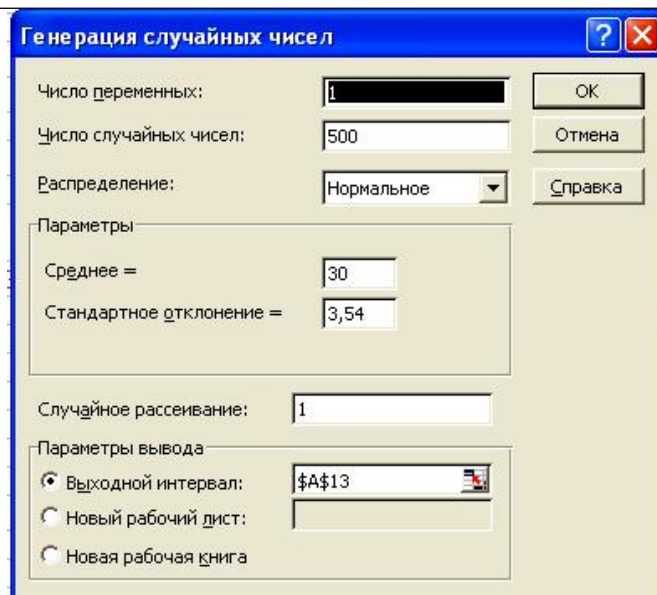 Генерация случайных чисел
Число переменных: 1 ОК
Число случайных чисел: 500 Отмена
Распределение: Нормальное Справка
Параметры
Среднее = 30
Стандартное отклонение = 3,54
Случайное рассеивание: 1
Параметры вывода
Выходной интервал: $A$13
Новый рабочий лист:
Новая рабочая книга